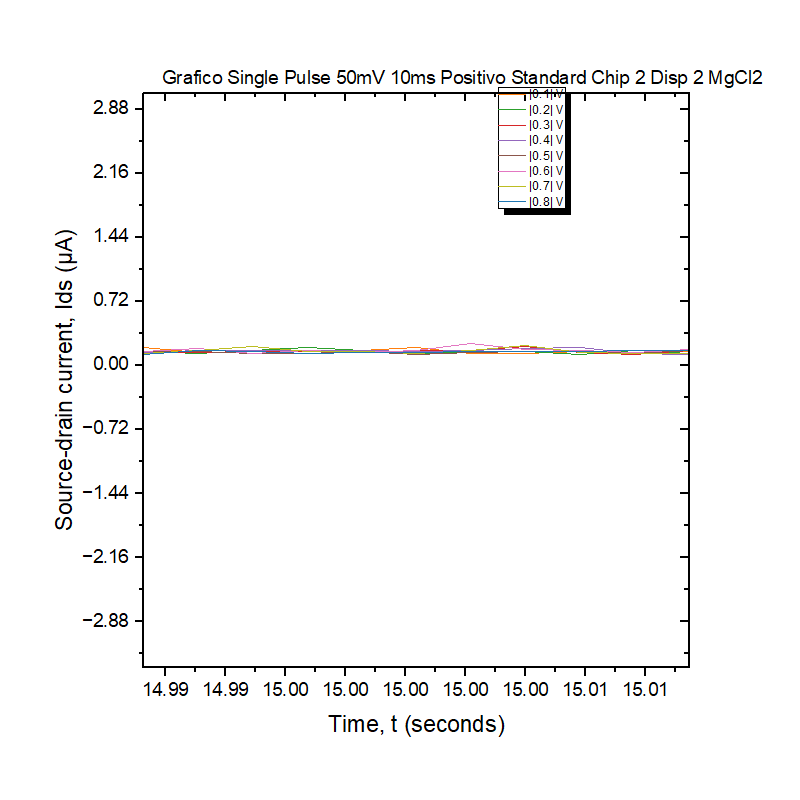 Grafico Single Pulse 50mV 10ms Positivo Standard Chip 2 Disp 2 MgCl2
|0.1| V
|0.2| V
|0.3| V
|0.4| V
|0.5| V
|0.6| V
|0.7| V
|0.8| V
2.88
2.16
1.44
0.72
0.00
−0.72
−1.44
−2.16
−2.88
Source-drain current, Ids (µA)
14.99 14.99 15.00 15.00 15.00 15.00 15.00 15.01 15.01
Time, t (seconds)